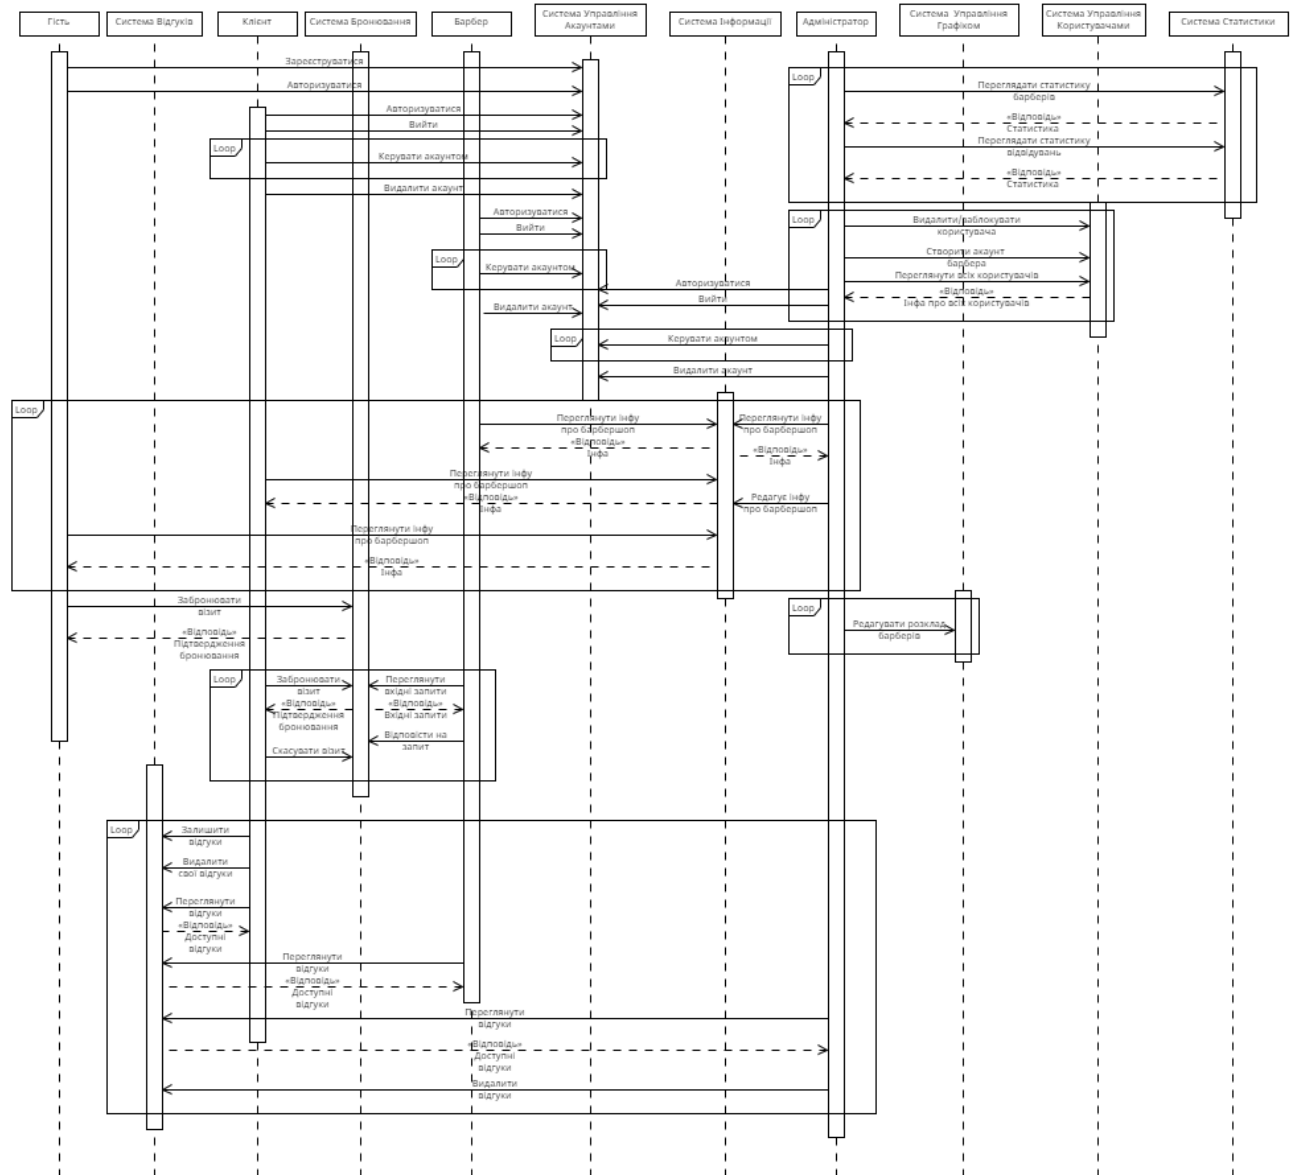 Гість
Система Відгуків
Клієнт
Система Бронювання
Барбер
Система Управління
Акаунтами
Система Інформації
Адміністратор
Система Управління
Графіком
Система Управління
Користувачами
Система Статистики
Зареєструватися
Авторизуватися
Авторизуватися
Вийти
Loop
Керувати акаунтом
Видалити акаунт
Авторизуватися
Вийти
Loop
Керувати акаунтом
Видалити акаунт
Авторизуватися
Вийти
Loop
Керувати акаунтом
Видалити акаунт
Loop
Переглядати статистику
барберів
«Відповідь»
Статистика
Переглядати статистику
відвідувань
«Відповідь»
Статистика
Loop
Видалити/заблокувати
користувача
Створити акаунт
барбера
Переглянути всіх користувачів
«Відповідь»
Інфа про всіх користувачів
Loop
Переглянути інфу
про барбершоп
«Відповідь»
Інфа
Переглянути інфу
про барбершоп
«Відповідь»
Інфа
Переглянути інфу
про барбершоп
«Відповідь»
Інфа
Редагує інфу
про барбершоп
Переглянути інфу
про барбершоп
«Відповідь»
Інфа
Забронювати
візит
«Відповідь»
Підтвердження
бронювання
Loop
Редагувати розклад
барберів
Loop
Забронювати
візит
«Відповідь»
Підтвердження
бронювання
Скасувати візит
Переглянути
вхідні запити
«Відповідь»
Вхідні запити
Відповісти на
запит
Loop
Залишити
відгуки
Видалити
свої відгуки
Переглянути
відгуки
«Відповідь»
Доступні
відгуки
Переглянути
відгуки
«Відповідь»
Доступні
відгуки
Переглянути
відгуки
«Відповідь»
Доступні
відгуки
Видалити
відгуки